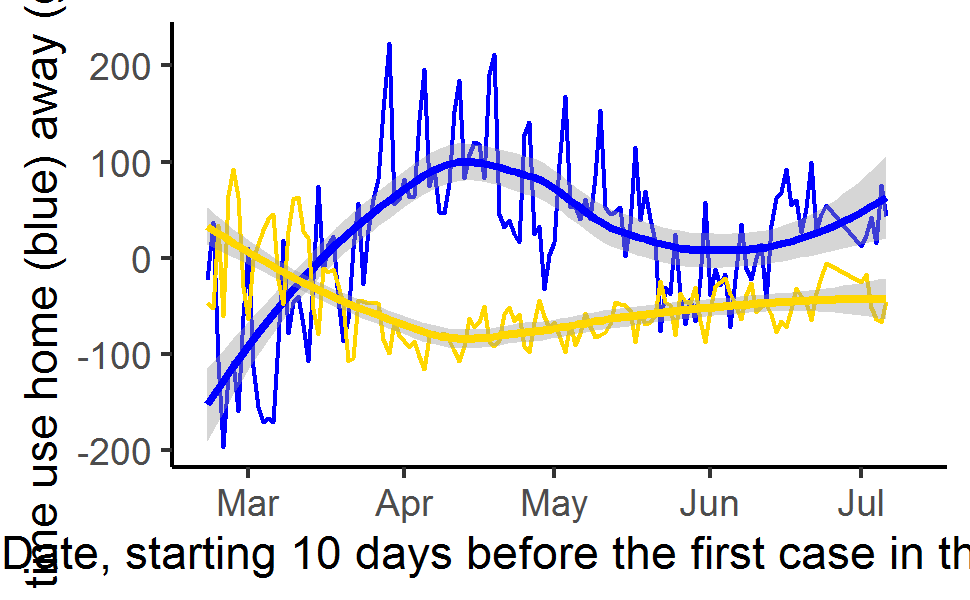 time use home (blue) away (
200
100
0
-100
-200
Mar Apr May Jun Jul
Date, starting 10 days before the first case in th